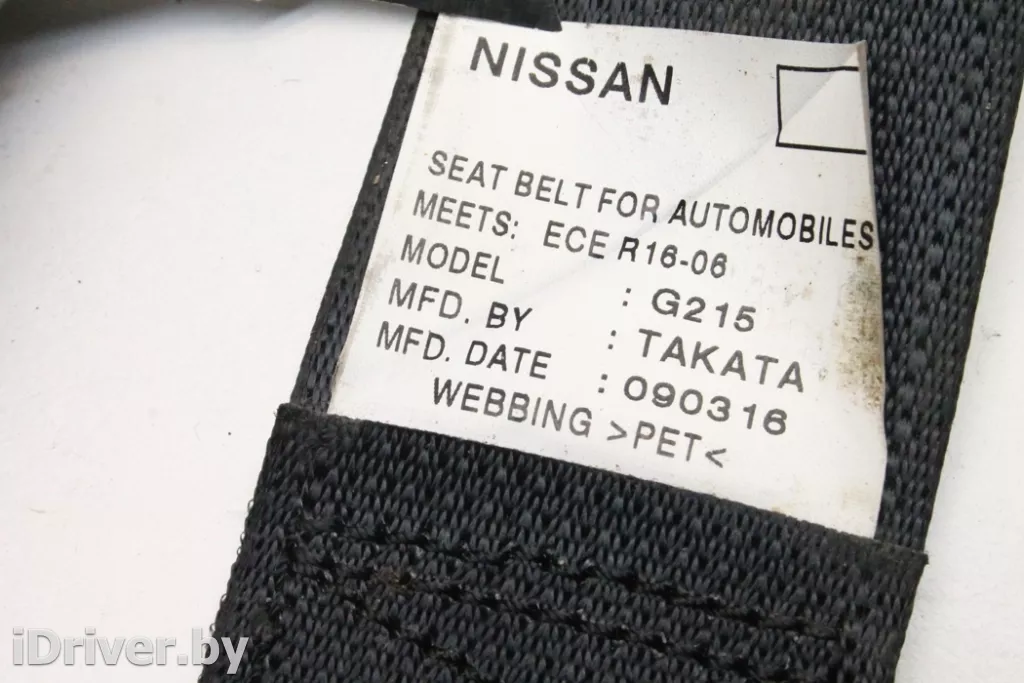 NISSAN
SEAT BELT FOR AUTOMOBILES
MEETS: ECE R16-06
MODEL : G215
MFD. BY : TAKATA
MFD. DATE : 090316
WEBBING >PET<
iDriver.by